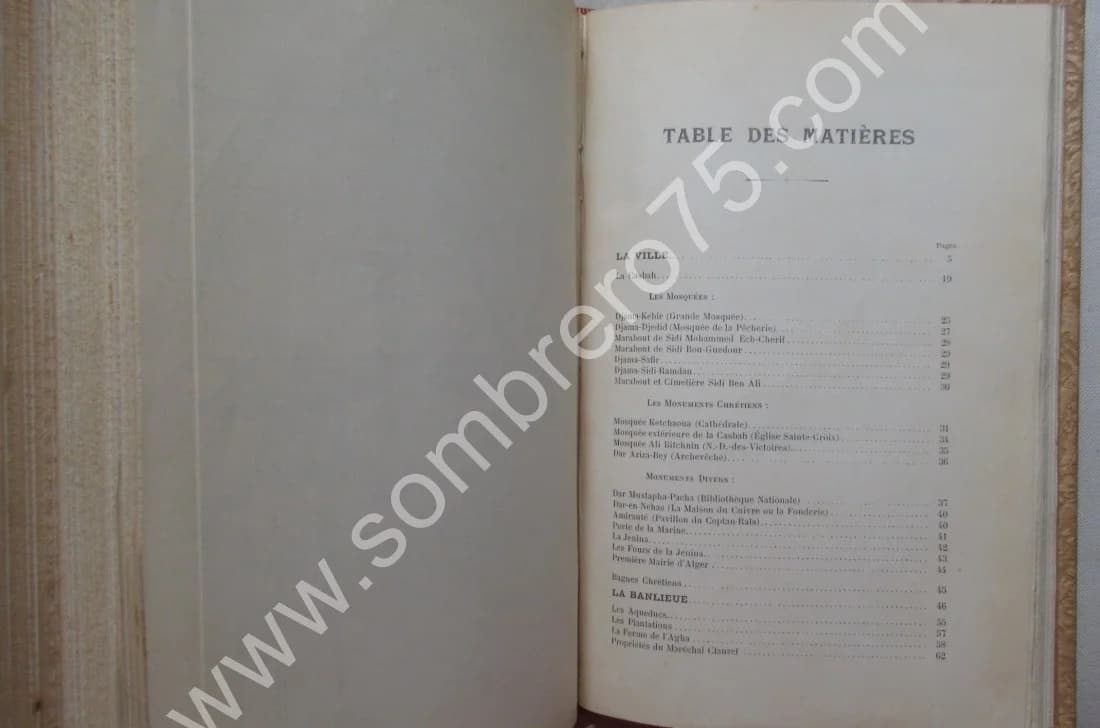 TABLE DES MATIÈRES
Pages
LA VILLE 5
La Casbah 19
Les Mosquées :
Djama-Kebir (Grande Mosquée) 25
Djama-Djedid (Mosquée de la Pêcherie) 27
Marabout de Sidi Mohammed Ech-Cherif 29
Marabout de Sidi Bou-Guedour 29
Djama-Safir 29
Djama-Sidi-Ramdan 29
Marabout et Cimetière Sidi Ben Ali 30
Les Monuments Chrétiens :
Mosquée Ketchaoua (Cathédrale) 31
Mosquée extérieure de la Casbah (Église Sainte-Croix) 34
Mosquée Ali Bitchnin (N.-D.-des-Victoires) 35
Dar Aziza-Bey (Archevêché) 36
Monuments Divers :
Dar Mustapha-Pacha (Bibliothèque Nationale) 37
Dar-en Nehas (La Maison du Cuivre ou la Fonderie) 40
Amirauté (Pavillon du Coptan-Raïs) 40
Porte de la Marine 41
La Jenina 42
Les Fours de la Jenina 43
Première Mairie d'Alger 44
Bagnes Chrétiens 45
LA BANLIEUE 46
Les Aqueducs 55
Les Plantations 57
La Ferme de l'Agha 58
Propriétés du Maréchal Clauzel 62
www.sombrero75.com